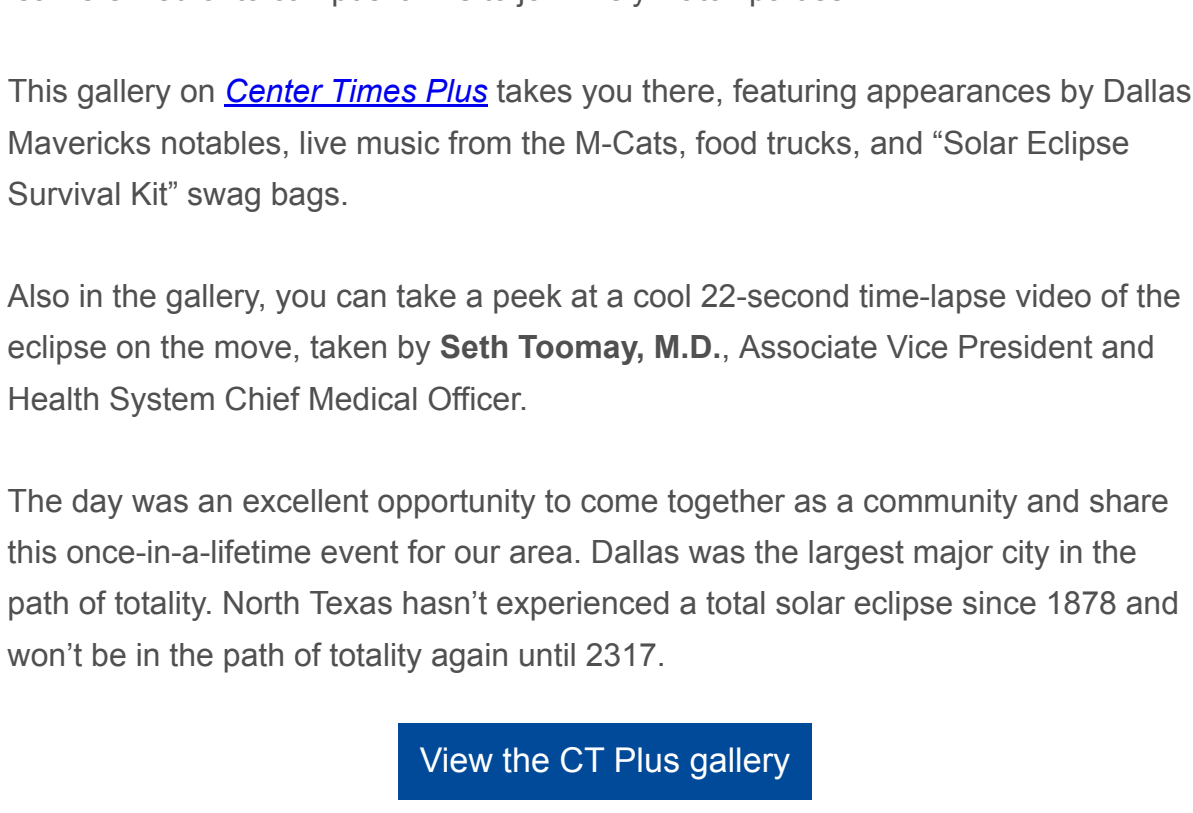 This gallery on Center Times Plus takes you there, featuring appearances by Dallas
Mavericks notables, live music from the M-Cats, food trucks, and “Solar Eclipse
Survival Kit” swag bags.
Also in the gallery, you can take a peek at a cool 22-second time-lapse video of the
eclipse on the move, taken by Seth Toomay, M.D., Associate Vice President and
Health System Chief Medical Officer.
The day was an excellent opportunity to come together as a community and share
this once-in-a-lifetime event for our area. Dallas was the largest major city in the
path of totality. North Texas hasn’t experienced a total solar eclipse since 1878 and
won’t be in the path of totality again until 2317.
View the CT Plus gallery